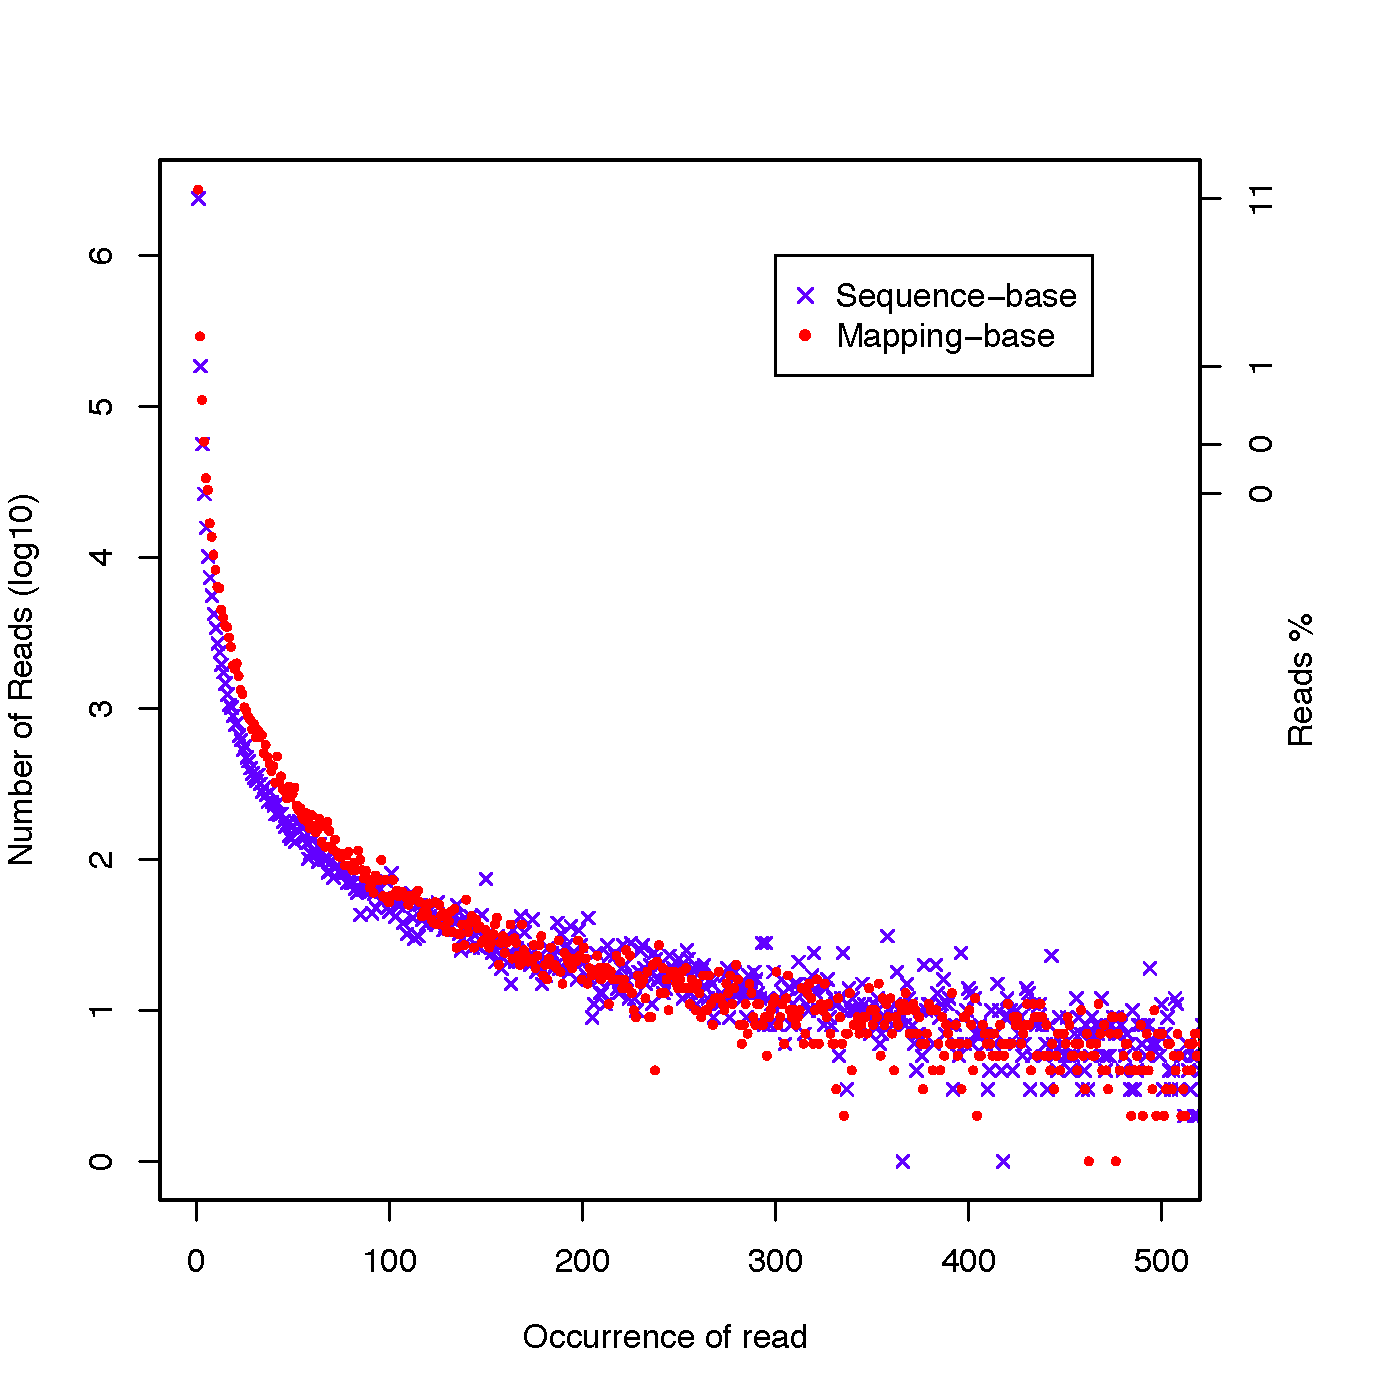 Number of Reads (log10)
6
5
4
3
2
1
0
Sequence−base
Mapping−base
11
1
0
0
Reads %
0 100 200 300 400 500
Occurrence of read